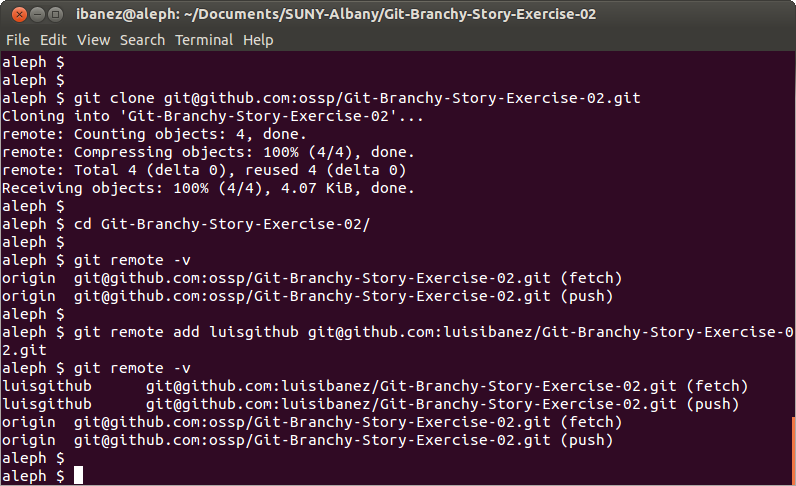 ibanez@aleph: ~/Documents/SUNY-Albany/Git-Branchy-Story-Exercise-02
File Edit View Search Terminal Help
aleph $
aleph $
aleph $ git clone git@github.com:ossp/Git-Branchy-Story-Exercise-02.git
Cloning into 'Git-Branchy-Story-Exercise-02'...
remote: Counting objects: 4, done.
remote: Compressing objects: 100% (4/4), done.
remote: Total 4 (delta 0), reused 4 (delta 0)
Receiving objects: 100% (4/4), 4.07 KiB, done.
aleph $
aleph $ cd Git-Branchy-Story-Exercise-02/
aleph $
aleph $ git remote -v
origin  git@github.com:ossp/Git-Branchy-Story-Exercise-02.git (fetch)
origin  git@github.com:ossp/Git-Branchy-Story-Exercise-02.git (push)
aleph $
aleph $ git remote add luisgithub git@github.com:luisibanez/Git-Branchy-Story-Exercise-0
2.git
aleph $ git remote -v
luisgithub      git@github.com:luisibanez/Git-Branchy-Story-Exercise-02.git (fetch)
luisgithub      git@github.com:luisibanez/Git-Branchy-Story-Exercise-02.git (push)
origin  git@github.com:ossp/Git-Branchy-Story-Exercise-02.git (fetch)
origin  git@github.com:ossp/Git-Branchy-Story-Exercise-02.git (push)
aleph $
aleph $